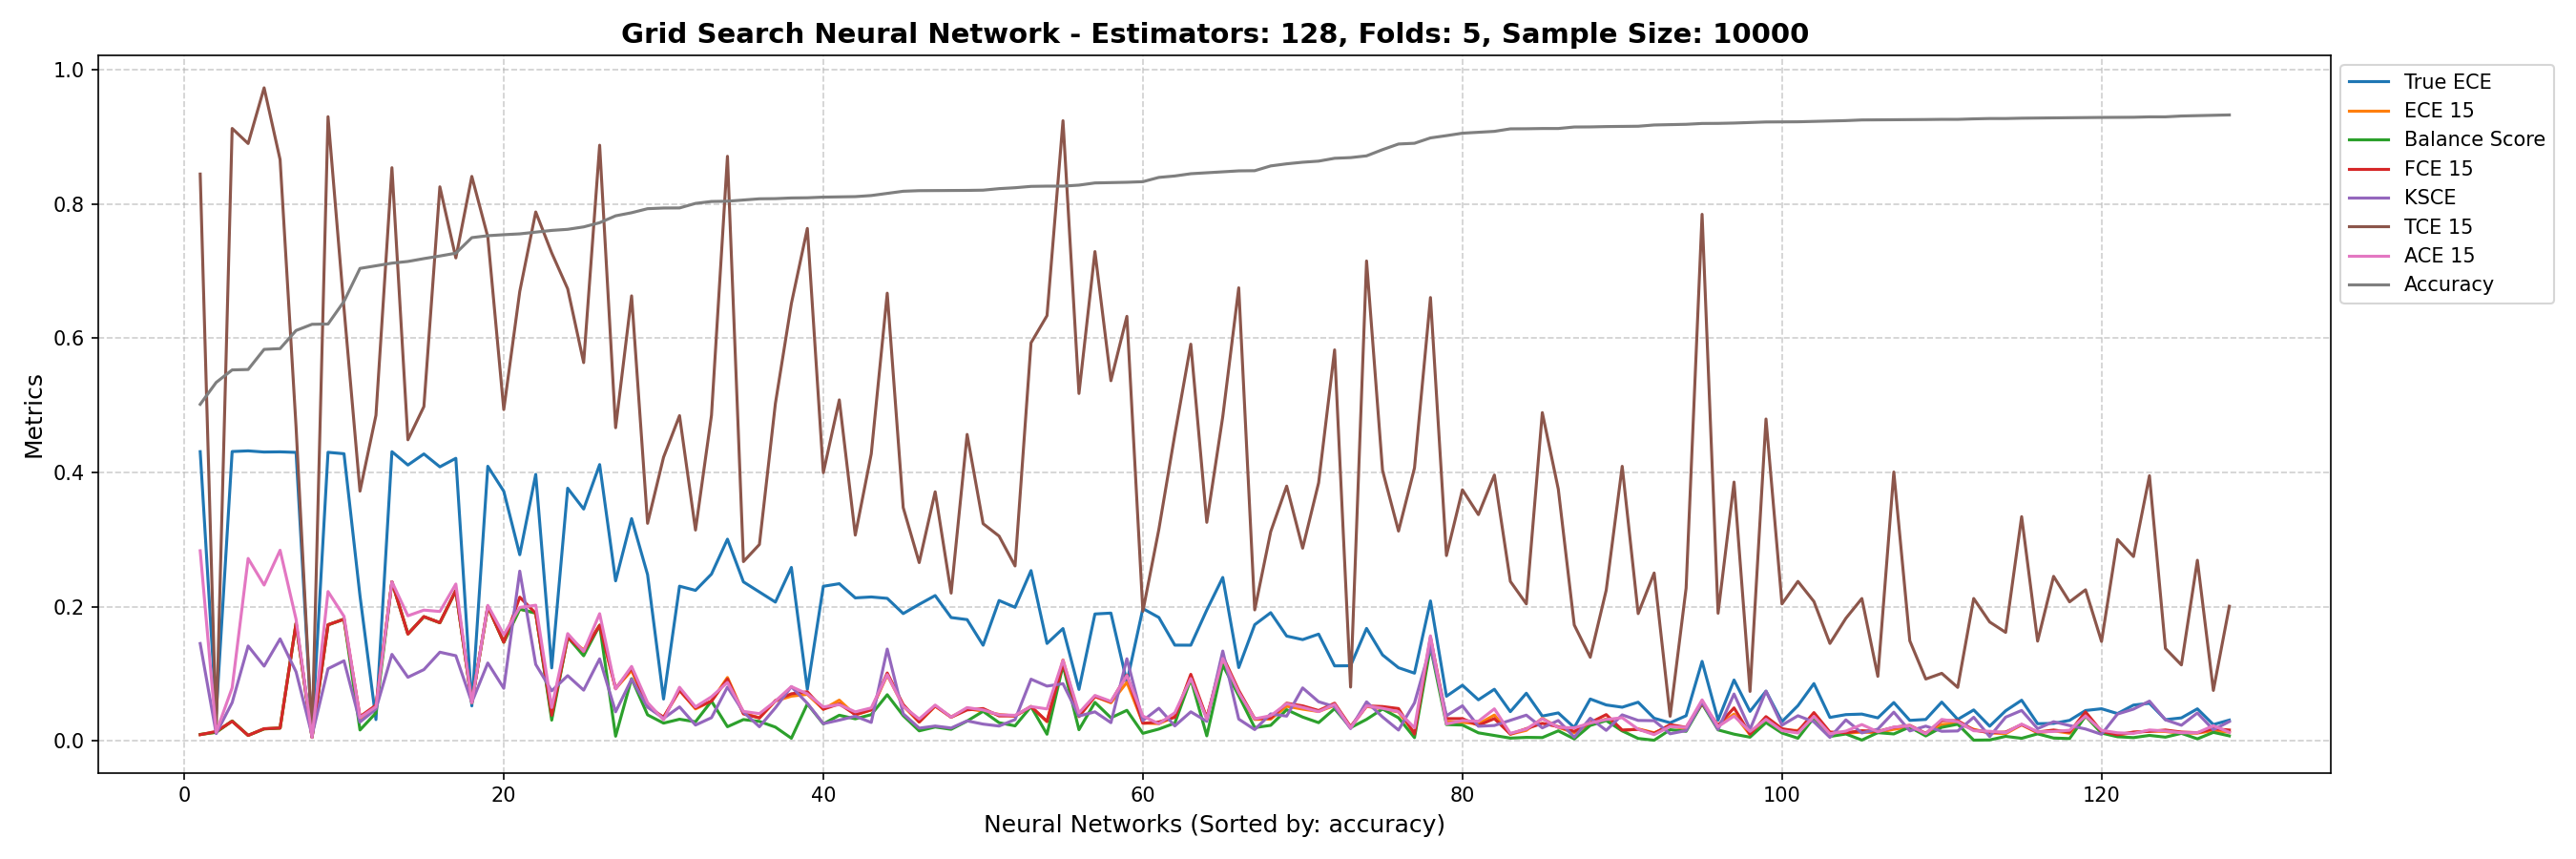 Grid Search Neural Network - Estimators: 128, Folds: 5, Sample Size: 10000
Metrics
1.0
0.8
0.6
0.4
0.2
0.0
0 20 40 60 80 100 120
Neural Networks (Sorted by: accuracy)
True ECE
ECE 15
Balance Score
FCE 15
KSCE
TCE 15
ACE 15
Accuracy